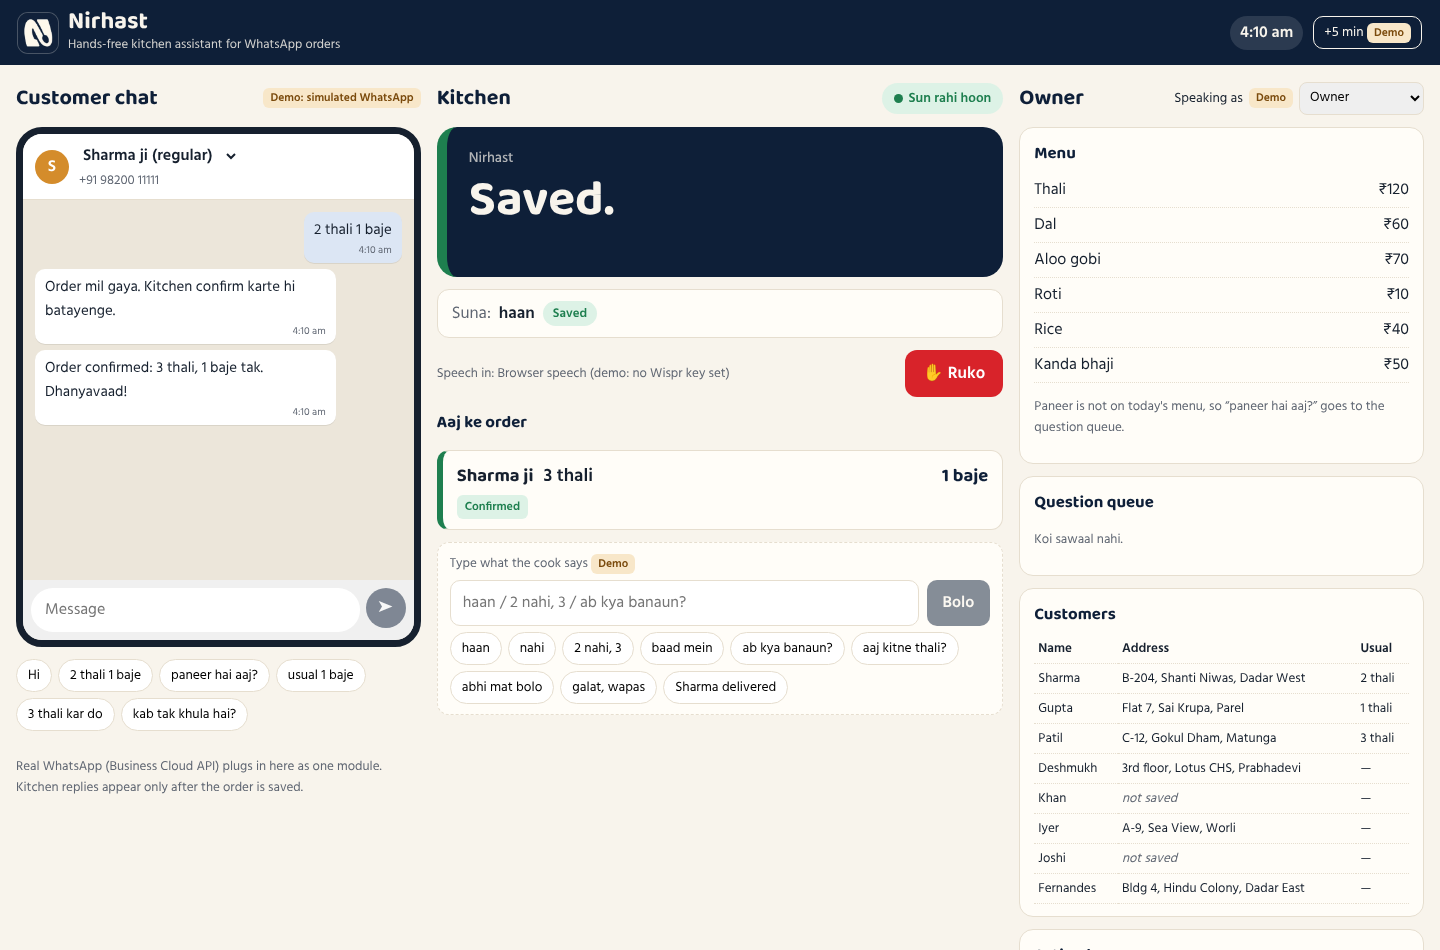 Nirhast
Hands-free kitchen assistant for WhatsApp orders
4:10 am
+5 min Demo
Customer chat
Demo: simulated WhatsApp
S
Sharma ji (regular)
+91 98200 11111
2 thali 1 baje
4:10 am
Order mil gaya. Kitchen confirm karte hi
batayenge.
4:10 am
Order confirmed: 3 thali, 1 baje tak.
Dhanyavaad!
4:10 am
Message
Hi
2 thali 1 baje
paneer hai aaj?
usual 1 baje
3 thali kar do
kab tak khula hai?
Real WhatsApp (Business Cloud API) plugs in here as one module.
Kitchen replies appear only after the order is saved.
Kitchen
Sun rahi hoon
Nirhast
Saved.
Suna: haan Saved
Speech in: Browser speech (demo: no Wispr key set)
Ruko
Aaj ke order
Sharma ji 3 thali
1 baje
Confirmed
Type what the cook says Demo
haan / 2 nahi, 3 / ab kya banaun?
Bolo
haan
nahi
2 nahi, 3
baad mein
ab kya banaun?
aaj kitne thali?
abhi mat bolo
galat, wapas
Sharma delivered
Owner
Speaking as Demo Owner
Menu
Thali ₹120
Dal ₹60
Aloo gobi ₹70
Roti ₹10
Rice ₹40
Kanda bhaji ₹50
Paneer is not on today's menu, so “paneer hai aaj?” goes to the
question queue.
Question queue
Koi sawaal nahi.
Customers
Name Address Usual
Sharma B-204, Shanti Niwas, Dadar West 2 thali
Gupta Flat 7, Sai Krupa, Parel 1 thali
Patil C-12, Gokul Dham, Matunga 3 thali
Deshmukh 3rd floor, Lotus CHS, Prabhadevi —
Khan not saved —
Iyer A-9, Sea View, Worli —
Joshi not saved —
Fernandes Bldg 4, Hindu Colony, Dadar East —